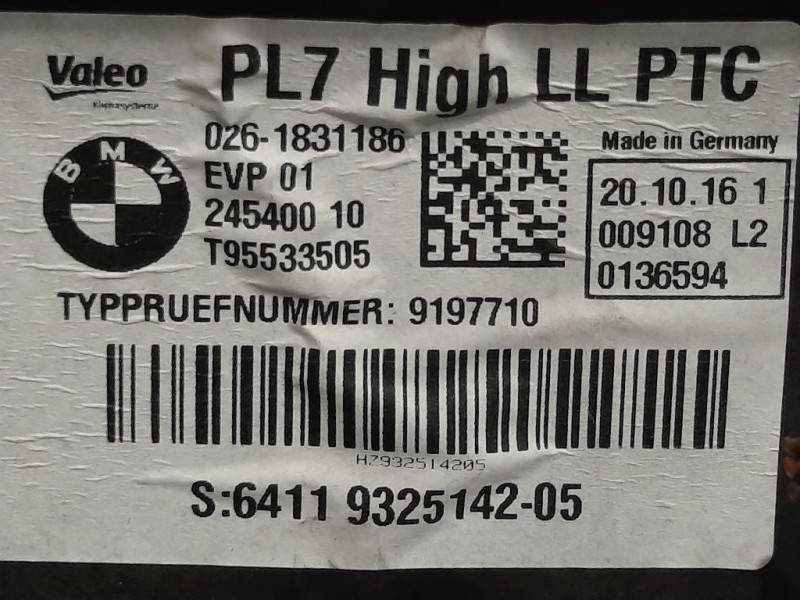 Valeo
Klimasysteme
PL7 High LL PTC
BMW
026-1831186
EVP 01
245400 10
T95533505
Made in Germany
20.10.16 1
009108 L2
0136594
TYPPRUEFNUMMER: 9197710
HZ932514205
S:6411 9325142-05